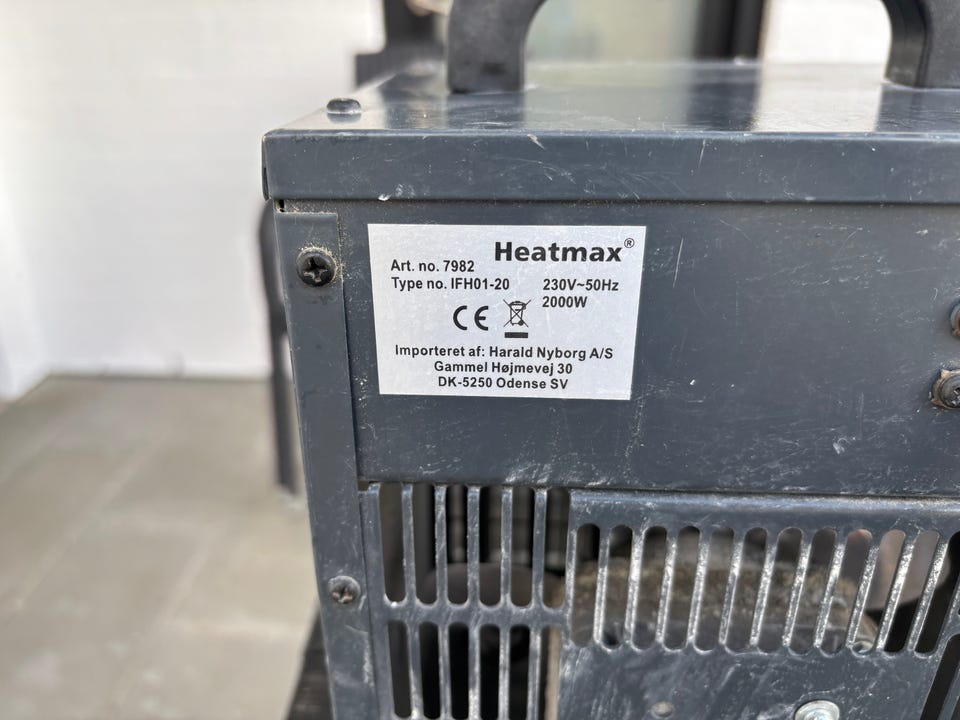 Heatmax®
Art. no. 7982
Type no. IFH01-20 230V~50Hz
2000W
CE
Importeret af: Harald Nyborg A/S
Gammel Højmevej 30
DK-5250 Odense SV